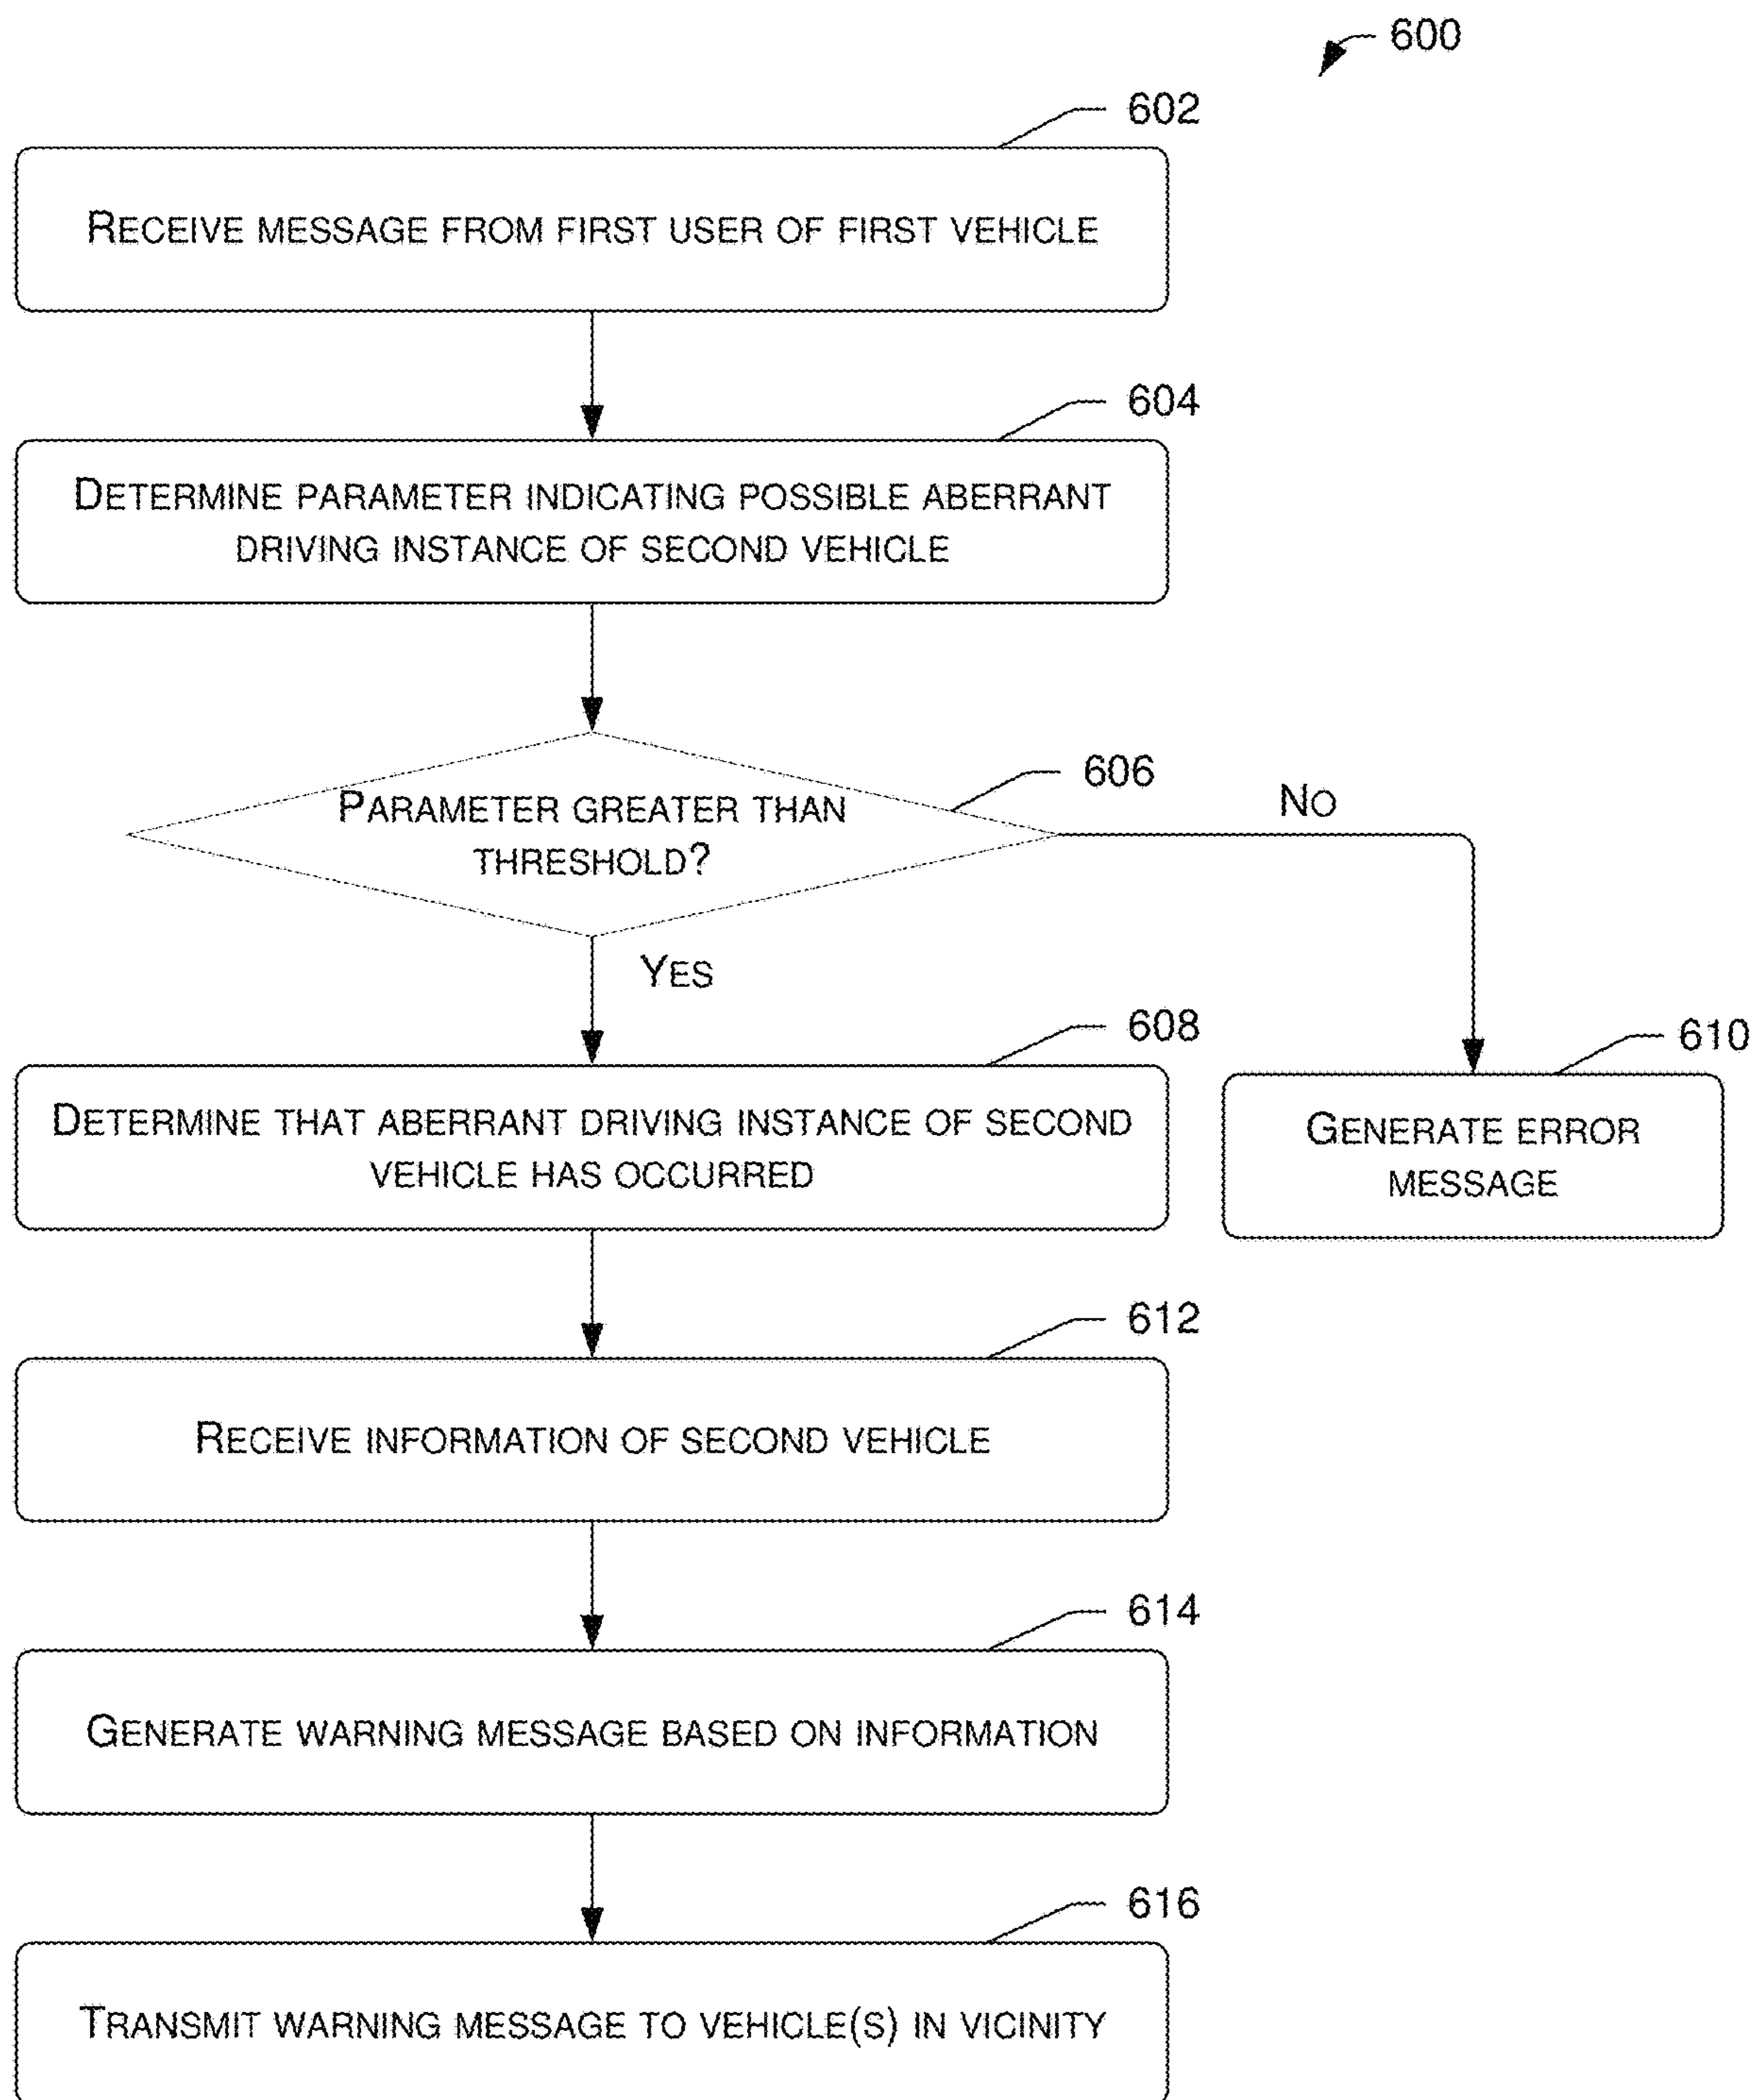 600
602
Receive message from first user of first vehicle
604
Determine parameter indicating possible aberrant
driving instance of second vehicle
606
Parameter greater than
threshold?
No
Yes
608
Determine that aberrant driving instance of second
vehicle has occurred
610
Generate error
message
612
Receive information of second vehicle
614
Generate warning message based on information
616
Transmit warning message to vehicle(s) in vicinity